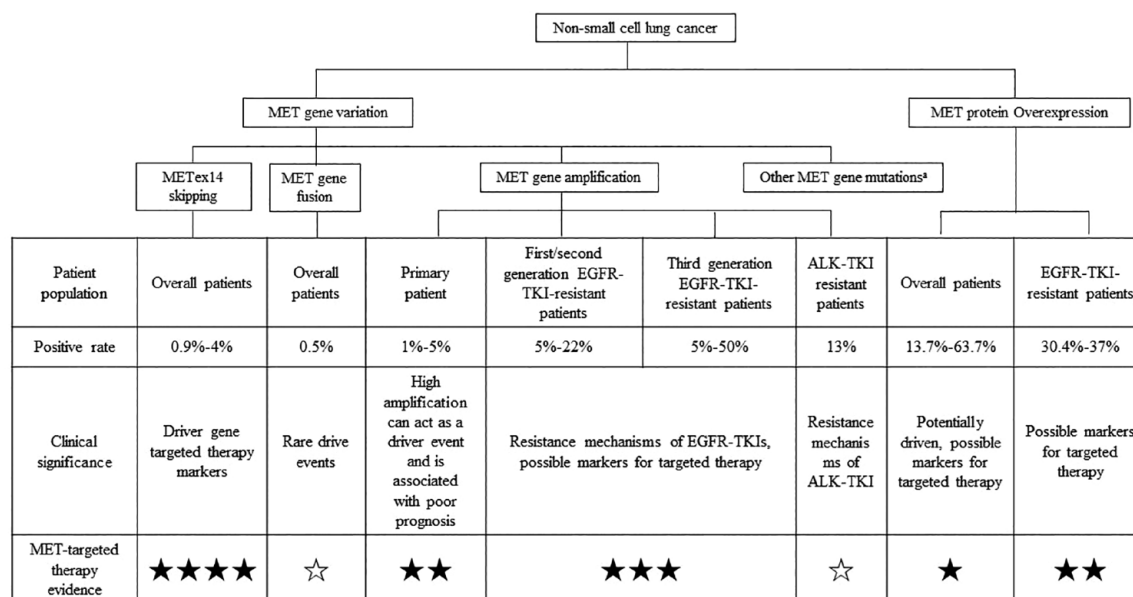 Non-small cell lung cancer
MET gene variation
MET protein Overexpression
METex14
skipping
MET gene
fusion
MET gene amplification
Other MET gene mutationsᵃ
Patient
population
Overall patients
Overall
patients
Primary
patient
First/second
generation EGFR-
TKI-resistant
patients
Third generation
EGFR-TKI-
resistant patients
ALK-TKI
resistant
patients
Overall patients
EGFR-TKI-
resistant patients
Positive rate
0.9%-4%
0.5%
1%-5%
5%-22%
5%-50%
13%
13.7%-63.7%
30.4%-37%
Clinical
significance
Driver gene
targeted therapy
markers
Rare drive
events
High
amplification
can act as a
driver event
and is
associated
with poor
prognosis
Resistance mechanisms of EGFR-TKIs,
possible markers for targeted therapy
Resistance
mechanis
ms of
ALK-TKI
Potentially
driven, possible
markers for
targeted therapy
Possible markers
for targeted
therapy
MET-targeted
therapy
evidence
★★★★
☆
★★
★★★
☆
★
★★